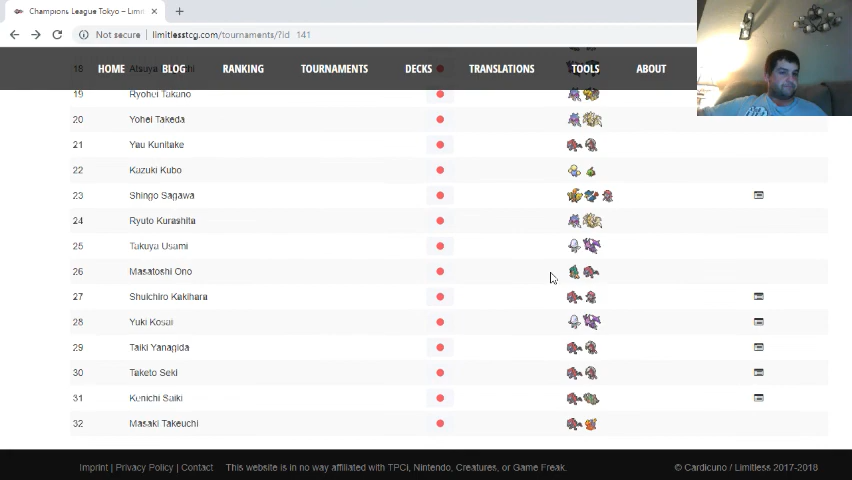 Champions League Tokyo – Limit
Not secure | limitlesstcg.com/tournaments/?id 141
HOME BLOG RANKING TOURNAMENTS DECKS TRANSLATIONS TOOLS ABOUT
18
19 Ryohei Takano
20 Yohei Takeda
21 Yau Kunitake
22 Kazuki Kubo
23 Shingo Sagawa
24 Ryuto Kurashita
25 Takuya Usami
26 Masatoshi Ono
27 Shuichiro Kakihara
28 Yuki Kosai
29 Taiki Yanagida
30 Taketo Seki
31 Kenichi Saiki
32 Masaki Takeuchi
Imprint | Privacy Policy | Contact This website is in no way affiliated with TPCi, Nintendo, Creatures, or Game Freak. © Cardicuno / Limitless 2017-2018